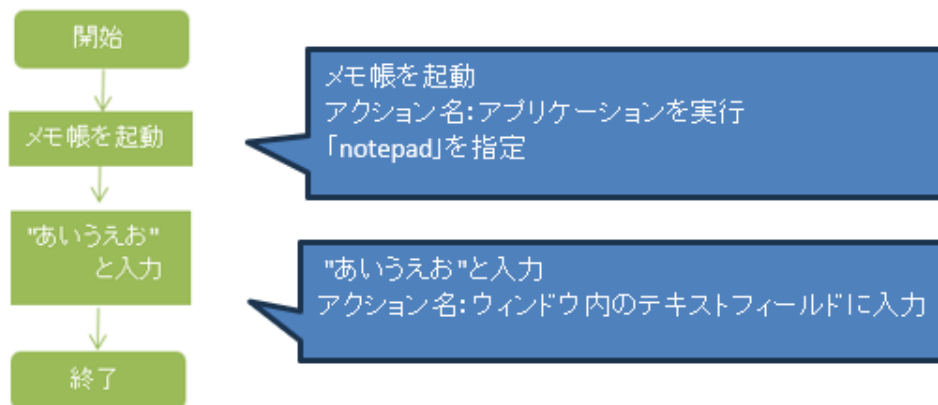 開始
メモ帳を起動
"あいうえお"
と入力
終了
メモ帳を起動
アクション名:アプリケーションを実行
「notepad」を指定
"あいうえお"と入力
アクション名:ウィンドウ内のテキストフィールドに入力